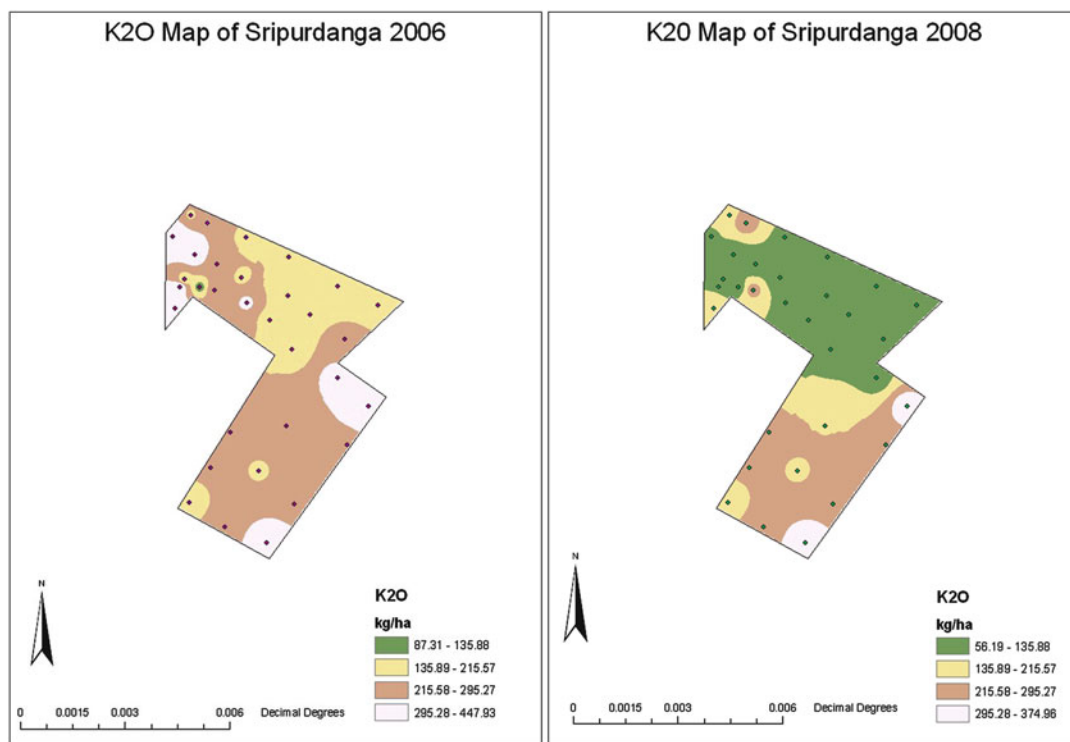 K2O Map of Sripurdanga 2006
N
K2O
kg/ha
87.31 - 135.88
135.89 - 215.57
215.58 - 295.27
295.28 - 447.93
0 0.0015 0.003 0.006 Decimal Degrees
K20 Map of Sripurdanga 2008
N
K2O
kg/ha
56.19 - 135.88
135.89 - 215.57
215.58 - 295.27
295.28 - 374.96
0 0.0015 0.003 0.006 Decimal Degrees